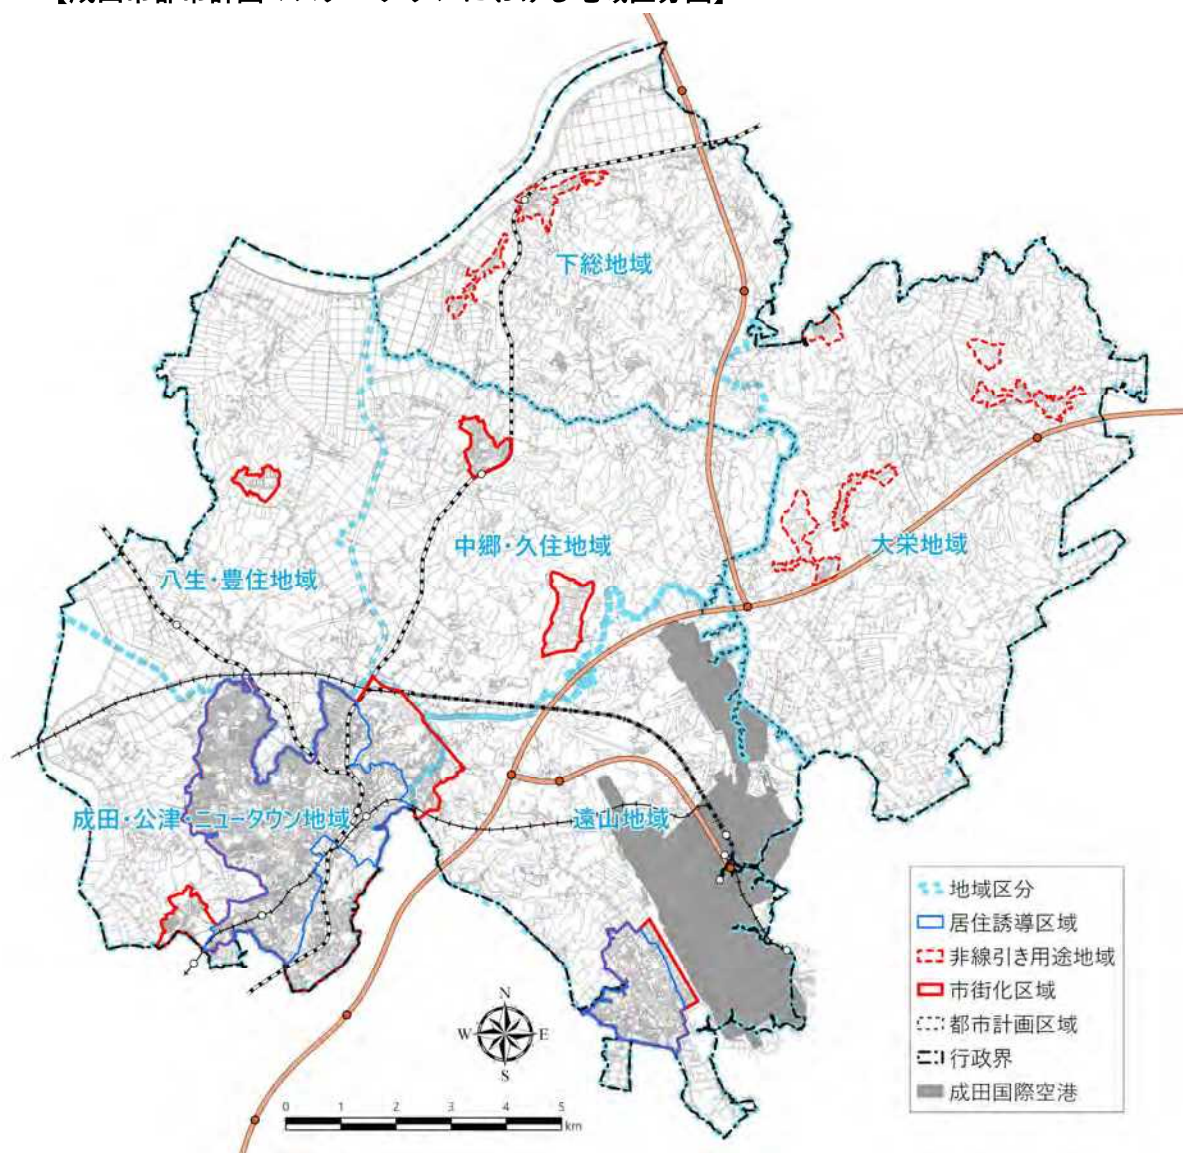 下総地域
中郷・久住地域
大栄地域
八生・豊住地域
成田・公津・ニュータウン地域
遠山地域
地域区分
居住誘導区域
非線引き用途地域
市街化区域
都市計画区域
行政界
成田国際空港
N
W
E
S
0 1 2 3 4 5
km